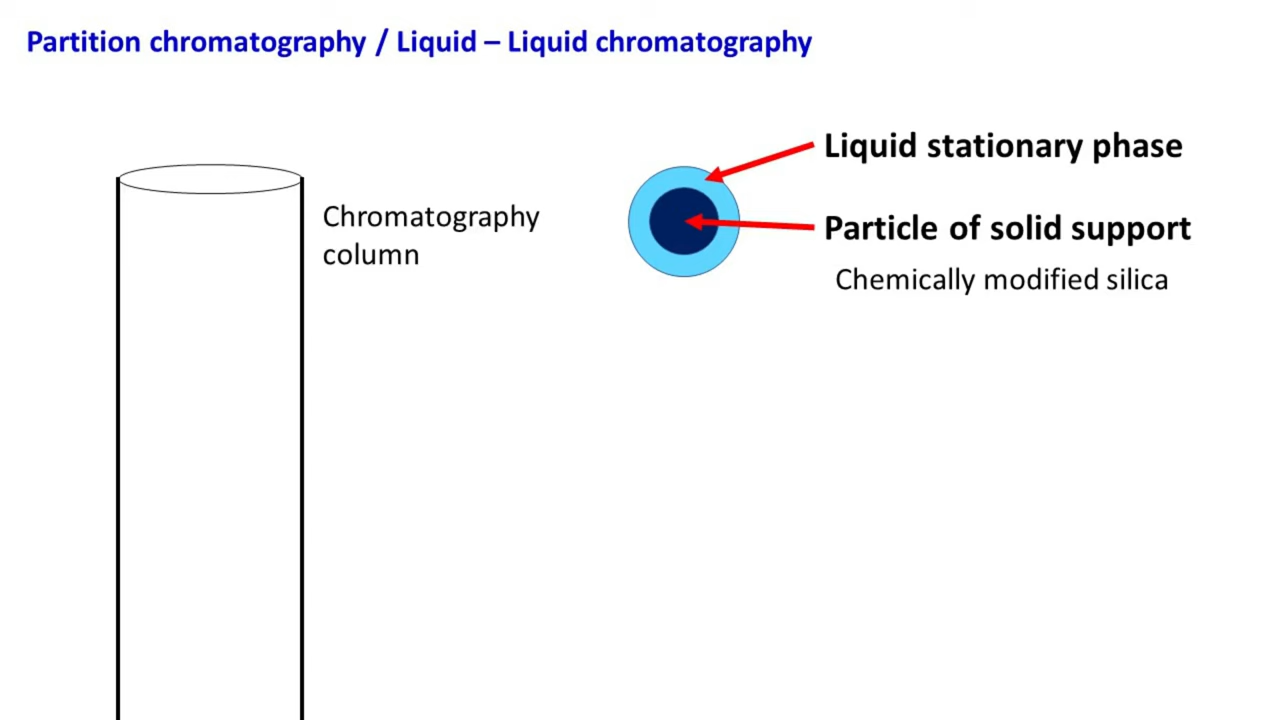 Partition chromatography / Liquid – Liquid chromatography
Liquid stationary phase
Chromatography
column
Particle of solid support
Chemically modified silica